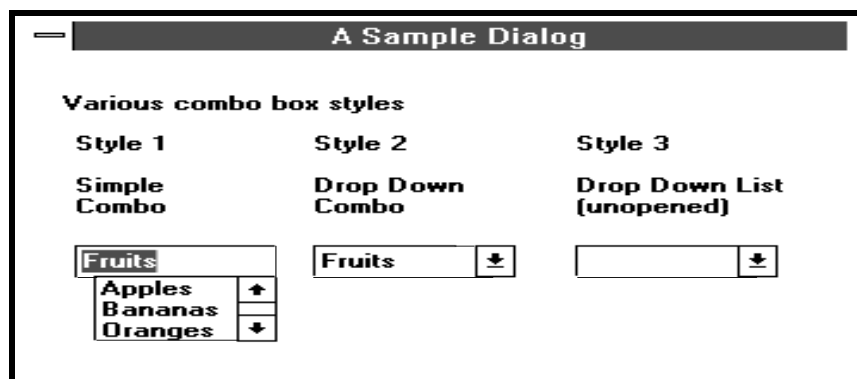 A Sample Dialog
Various combo box styles
Style 1 Style 2 Style 3
Simple Combo
Drop Down Combo
Drop Down List (unopened)
Fruits Fruits
Apples
Bananas
Oranges